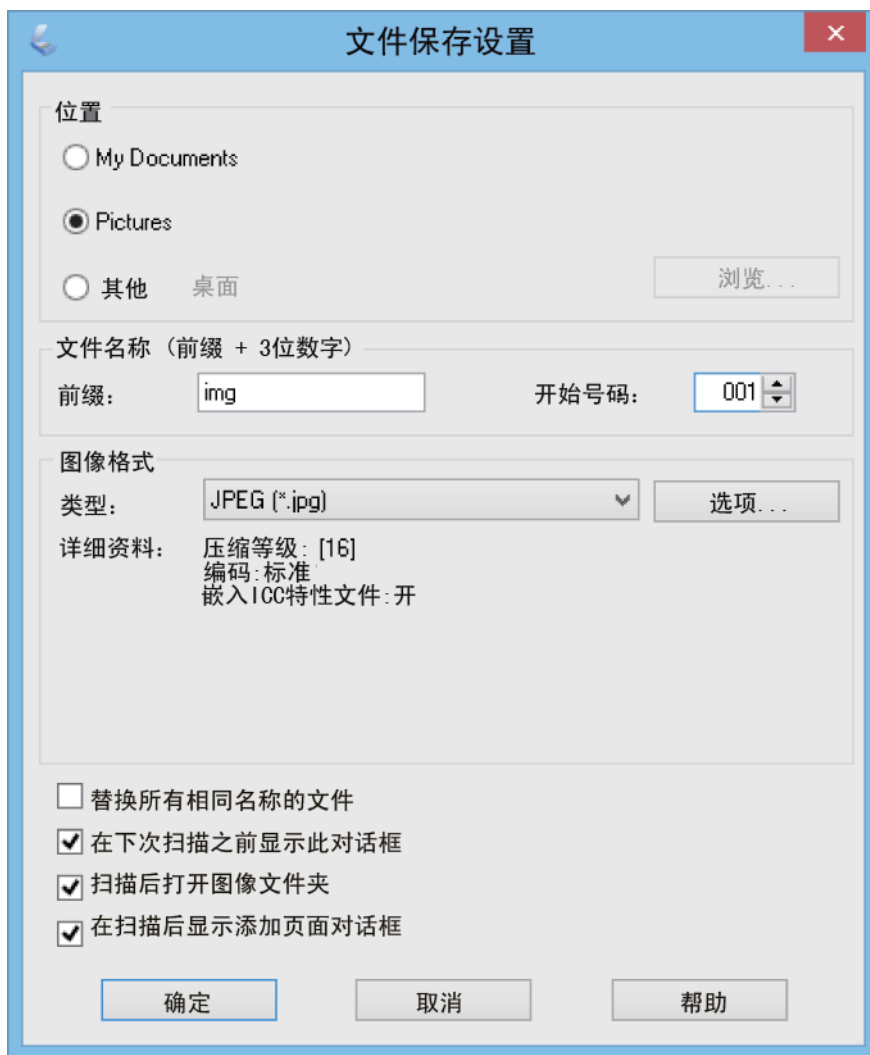 文件保存设置
位置
My Documents
Pictures
其他 桌面 浏览...
文件名称 (前缀 + 3位数字)
前缀: img 开始号码: 001
图像格式
类型: JPEG (*.jpg) 选项...
详细资料: 压缩等级: [16]
编码:标准
嵌入ICC特性文件:开
替换所有相同名称的文件
在下次扫描之前显示此对话框
扫描后打开图像文件夹
在扫描后显示添加页面对话框
确定 取消 帮助